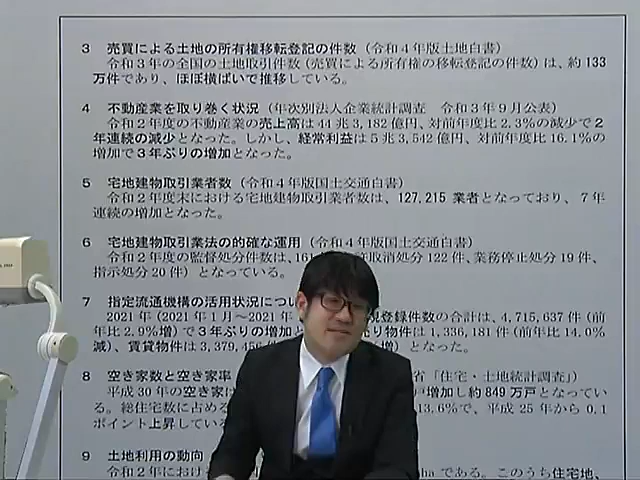 3 売買による土地の所有権移転登記の件数（令和４年版土地白書）
令和３年の全国の土地取引件数（売買による所有権の移転登記の件数）は、約133
万件であり、ほぼ横ばいで推移している。
4 不動産業を取り巻く状況（年次別法人企業統計調査 令和３年９月公表）
令和２年度の不動産業の売上高は44兆3,182億円、対前年度比2.3％の減少で２
年連続の減少となった。しかし、経常利益は５兆3,542億円、対前年度比16.1％の
増加で３年ぶりの増加となった。
5 宅地建物取引業者数（令和４年版国土交通白書）
令和２年度末における宅地建物取引業者数は、127,215業者となっており、７年
連続の増加となった。
6 宅地建物取引業法の的確な運用（令和４年版国土交通白書）
令和２年度の監督処分件数は、161 取消処分122件、業務停止処分19件、
指示処分20件）となっている。
7 指定流通機構の活用状況につい
2021年（2021年１月～2021年 規登録件数の合計は、4,715,637件（前
年比2.9％増）で３年ぶりの増加 物件は1,336,181件（前年比14.0％
減）、賃貸物件は3,379,456件 増）となった。
8 空き家数と空き家率 省「住宅・土地統計調査」）
平成30年の空き家は 戸増加し約849万戸となってい
る。総住宅数に占める 13.6％で、平成25年から0.1
ポイント上昇している
9 土地利用の動向
令和２年におけ haである。このうち住宅地、